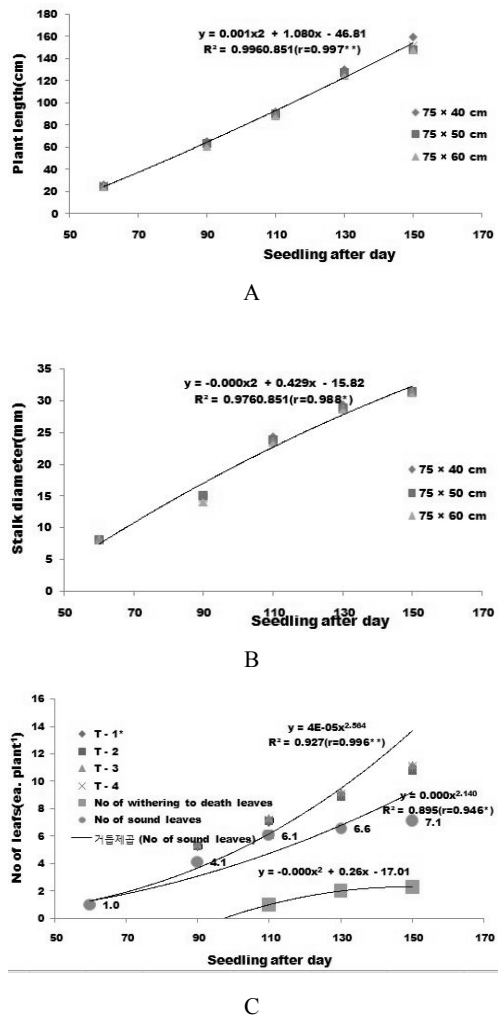 180
160
140
120
100
80
60
40
20
0
Plant length(cm)
y = 0.001x2 + 1.080x - 46.81
R² = 0.9960.851(r=0.997**)
75 × 40 cm
75 × 50 cm
75 × 60 cm
50 70 90 110 130 150 170
Seedling after day
A
35
30
25
20
15
10
5
0
Stalk diameter(mm)
y = -0.000x2 + 0.429x - 15.82
R² = 0.9760.851(r=0.988*)
75 × 40 cm
75 × 50 cm
75 × 60 cm
50 70 90 110 130 150 170
Seedling after day
B
16
14
12
10
8
6
4
2
0
No of leafs(ea. plant¹)
T - 1*
T - 2
T - 3
T - 4
No of withering to death leaves
No of sound leaves
거듭제곱 (No of sound leaves)
y = 4E-05x^2.564
R² = 0.927(r=0.996**)
y = 0.000x^2.140
R² = 0.895(r=0.946*)
1.0
4.1
6.1
6.6
7.1
y = -0.000x² + 0.26x - 17.01
50 70 90 110 130 150 170
Seedling after day
C